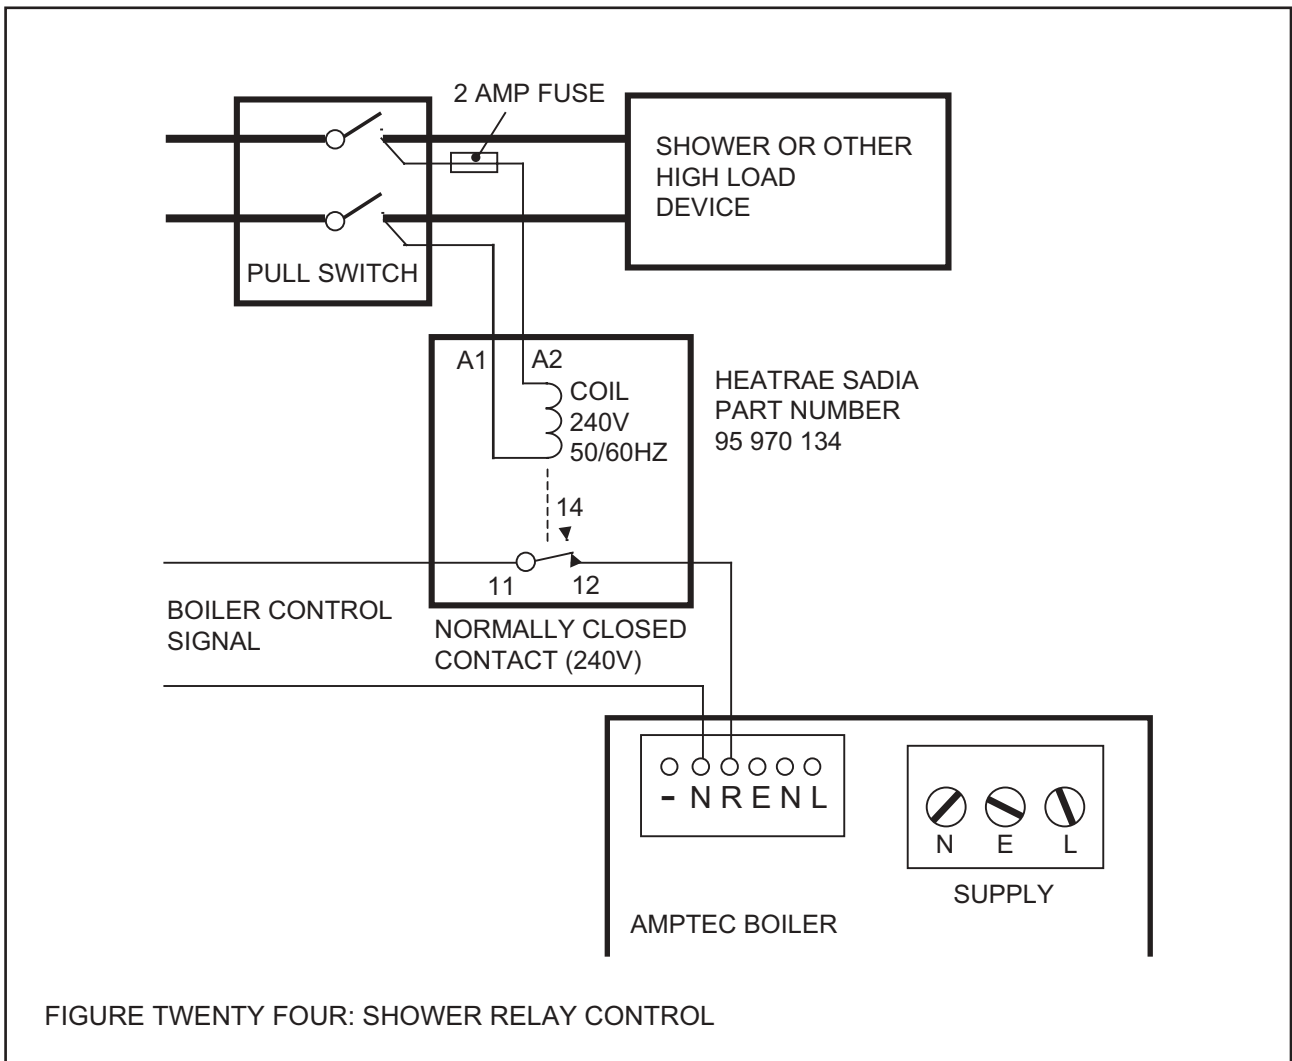 2 AMP FUSE
SHOWER OR OTHER
HIGH LOAD
DEVICE
PULL SWITCH
A1
A2
COIL
240V
50/60HZ
HEATRAE SADIA
PART NUMBER
95 970 134
14
11
12
BOILER CONTROL
SIGNAL
NORMALLY CLOSED
CONTACT (240V)
- N R E N L
N E L
SUPPLY
AMPTEC BOILER
FIGURE TWENTY FOUR: SHOWER RELAY CONTROL